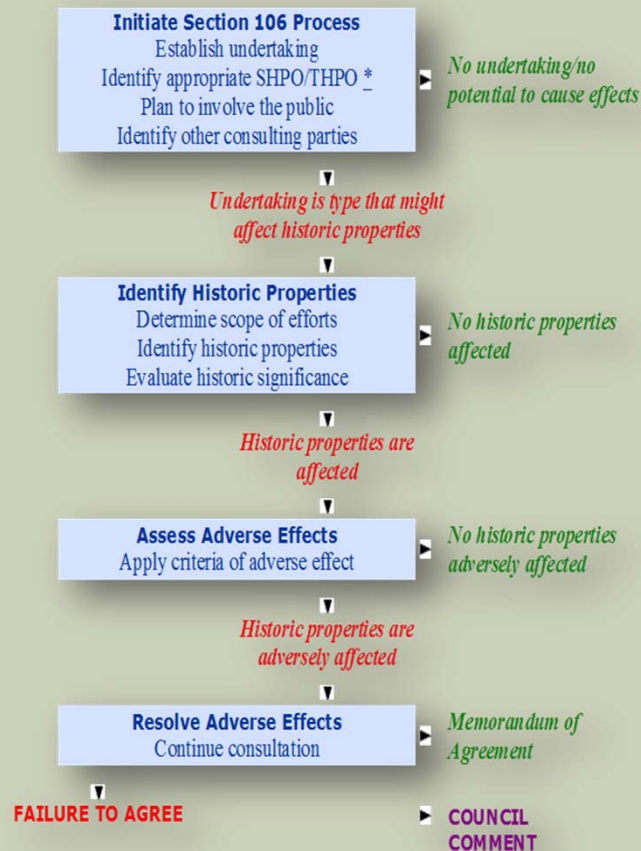 Initiate Section 106 Process
Establish undertaking
Identify appropriate SHPO/THPO *
Plan to involve the public
Identify other consulting parties
No undertaking/no
potential to cause effects
Undertaking is type that might
affect historic properties
Identify Historic Properties
Determine scope of efforts
Identify historic properties
Evaluate historic significance
No historic properties
affected
Historic properties are
affected
Assess Adverse Effects
Apply criteria of adverse effect
No historic properties
adversely affected
Historic properties are
adversely affected
Resolve Adverse Effects
Continue consultation
Memorandum of
Agreement
FAILURE TO AGREE
COUNCIL
COMMENT